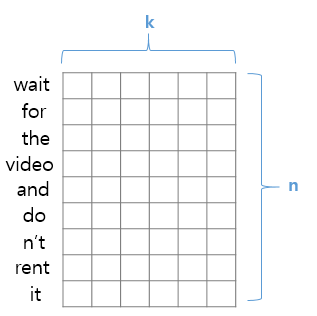 k
wait
for
the
video
and
do
n't
rent
it
n